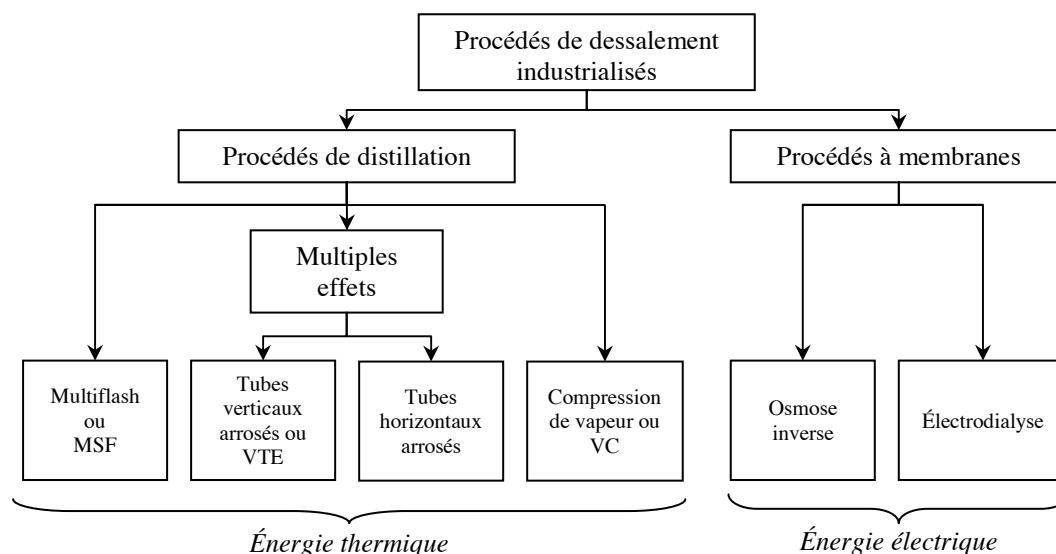 Procédés de dessalement
industrialisés
Procédés de distillation
Procédés à membranes
Multiples
effets
Multiflash
ou
MSF
Tubes
verticaux
arrosés ou
VTE
Tubes
horizontaux
arrosés
Compression
de vapeur ou
VC
Osmose
inverse
Électrodialyse
Énergie thermique
Énergie électrique